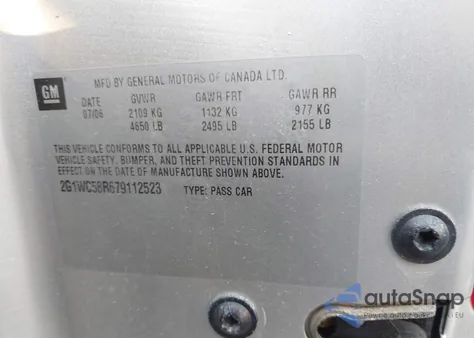 GM
MFD BY GENERAL MOTORS OF CANADA LTD.
DATE GVWR GAWR FRT GAWR RR
07/06 2109 KG 1132 KG 977 KG
4650 LB 2495 LB 2155 LB
THIS VEHICLE CONFORMS TO ALL APPLICABLE U.S. FEDERAL MOTOR
VEHICLE SAFETY, BUMPER, AND THEFT PREVENTION STANDARDS IN
EFFECT ON THE DATE OF MANUFACTURE SHOWN ABOVE.
2G1WC58R679112523 TYPE: PASS CAR
autoSnap